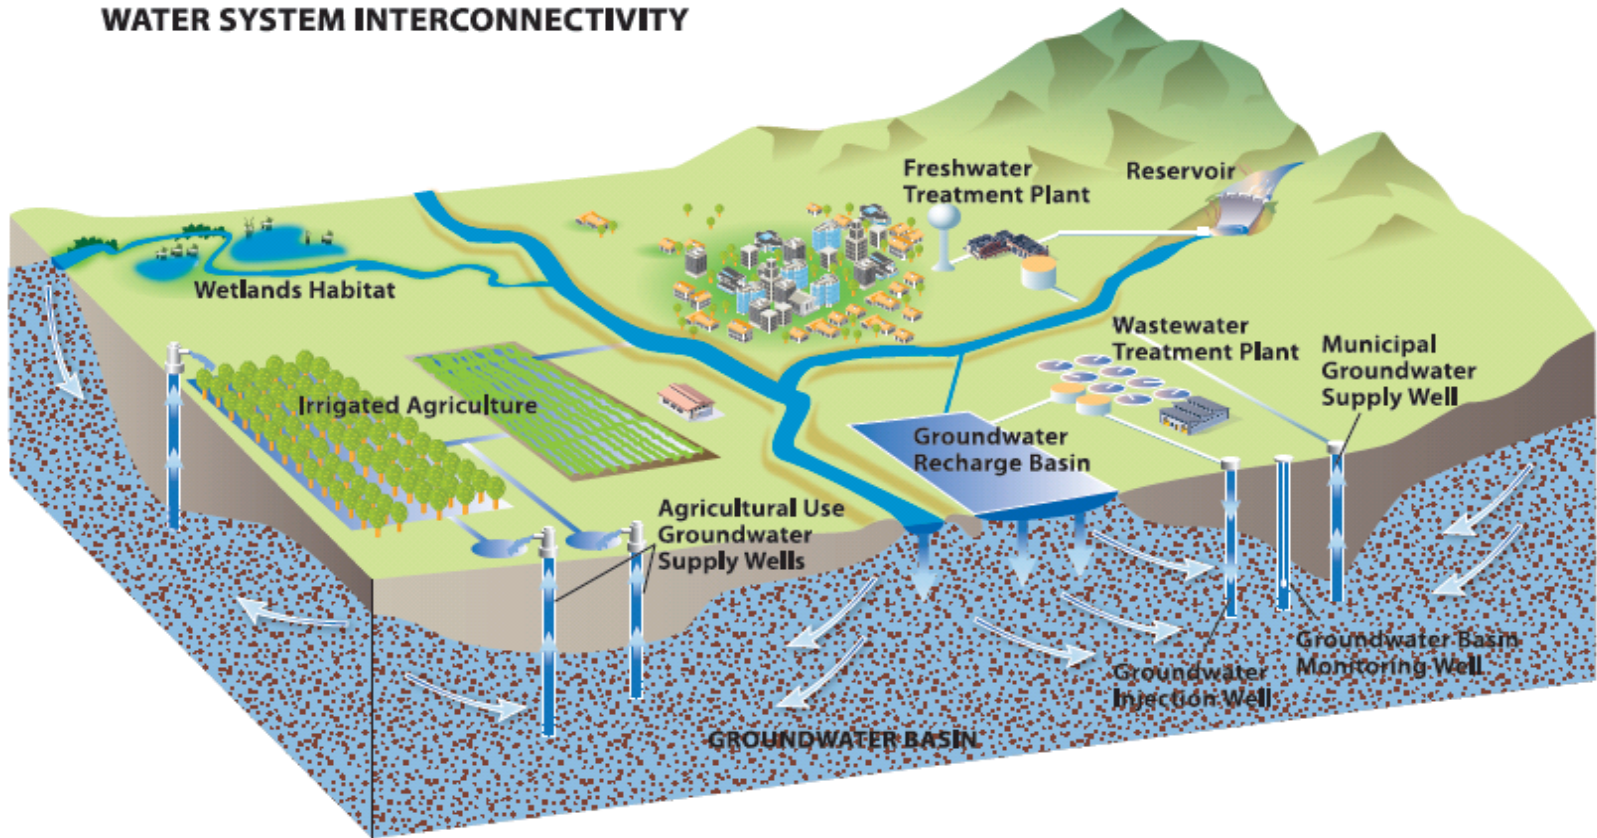 WATER SYSTEM INTERCONNECTIVITY
Freshwater
Treatment Plant
Reservoir
Wetlands Habitat
Wastewater
Treatment Plant
Municipal
Groundwater
Supply Well
Irrigated Agriculture
Groundwater
Recharge Basin
Agricultural Use
Groundwater
Supply Wells
Groundwater Basin
Monitoring Well
Groundwater
Injection Well
GROUNDWATER BASIN